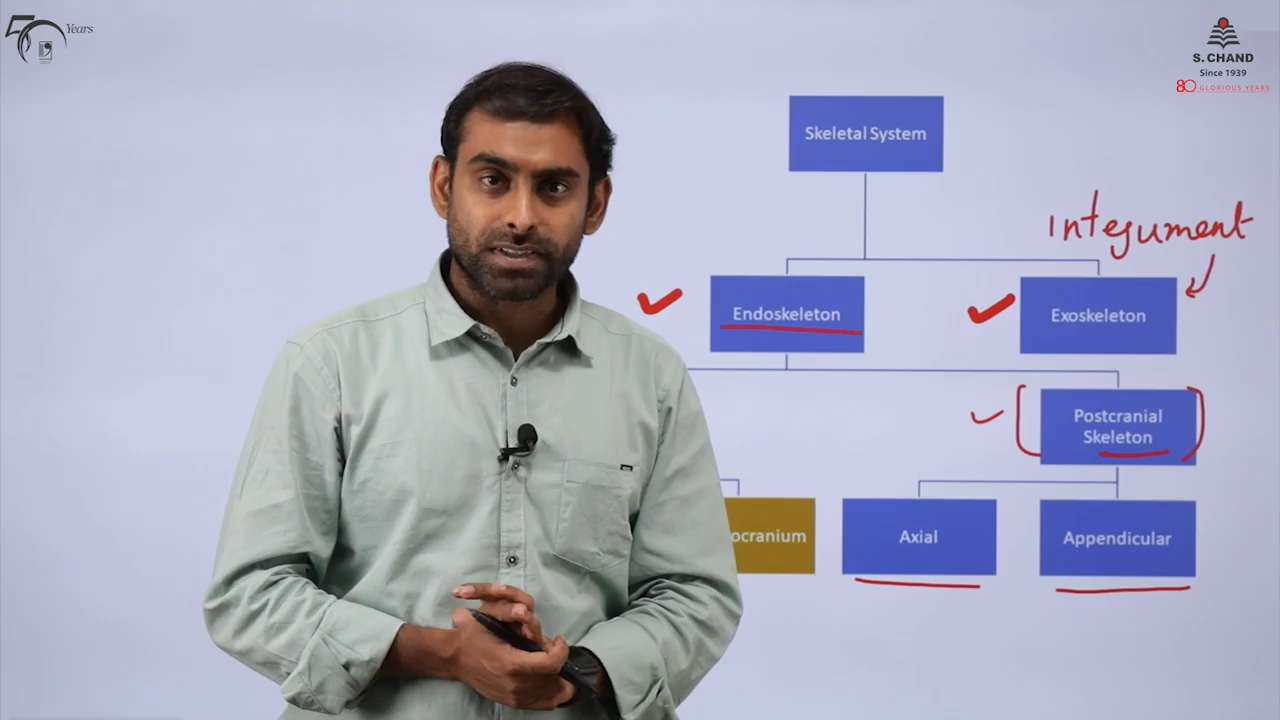 50 Years
S. CHAND
Since 1939
80 GLORIOUS YEARS
Skeletal System
Integument
Endoskeleton
Exoskeleton
Postcranial
Skeleton
ocranium
Axial
Appendicular